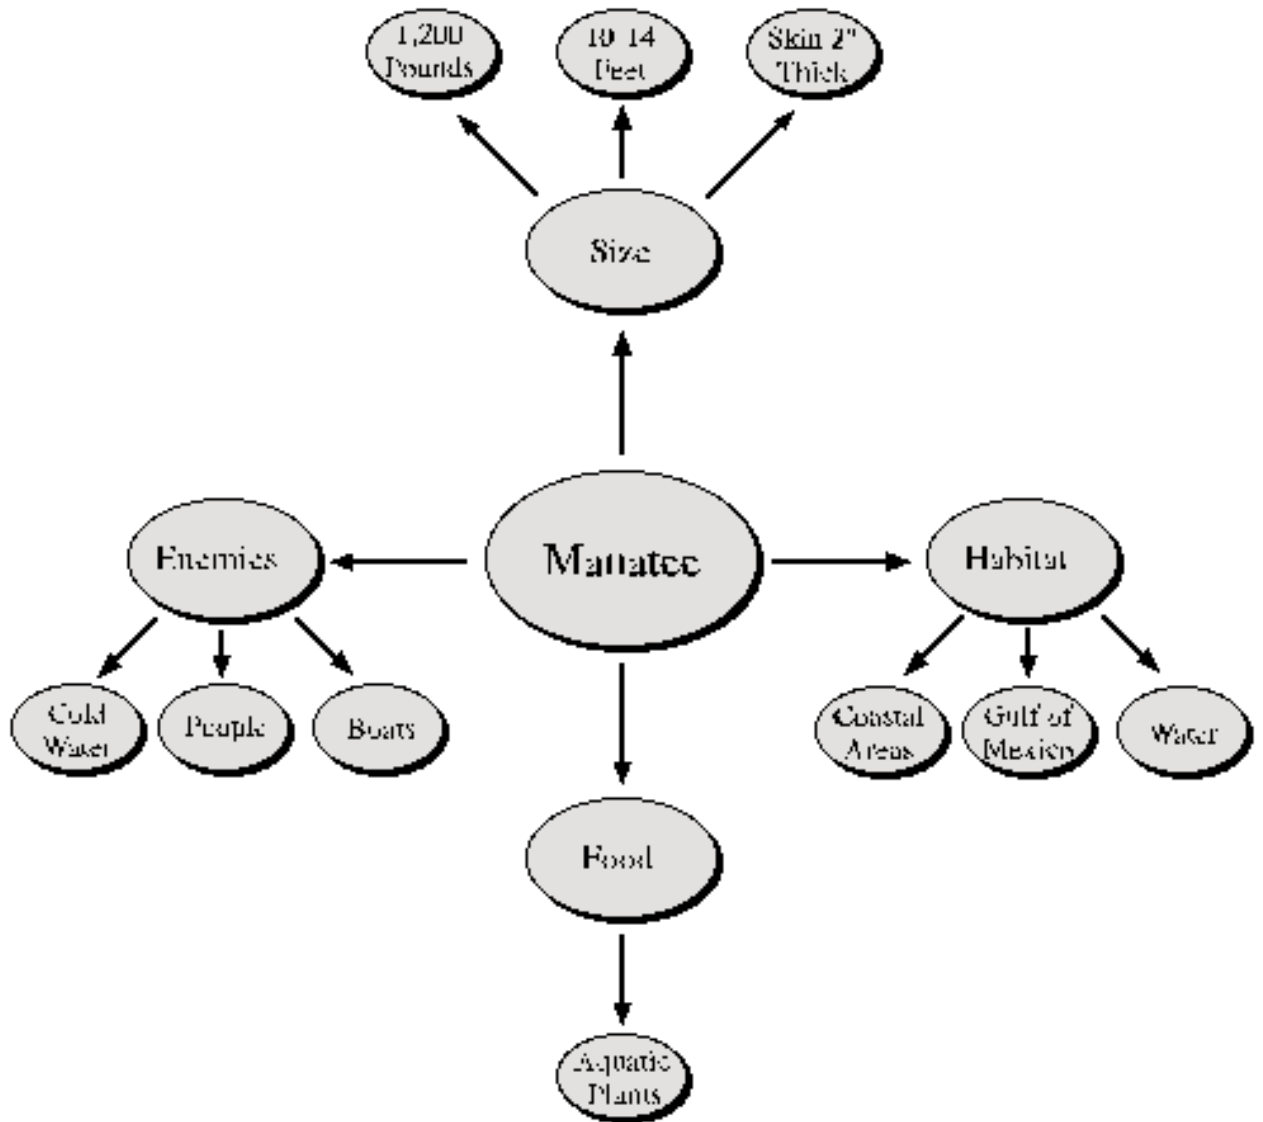 1,200
Pounds
10-14
Feet
Skin 2"
Thick
Size
Enemies
Manatee
Habitat
Cold
Water
People
Boats
Coastal
Areas
Gulf of
Mexico
Water
Food
Aquatic
Plants